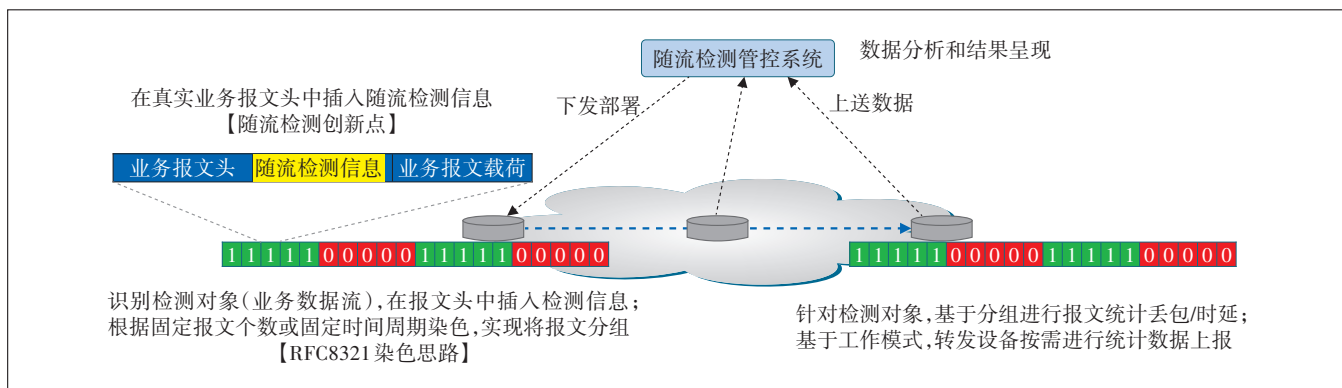 随流检测管控系统
数据分析和结果呈现
在真实业务报文头中插入随流检测信息
【随流检测创新点】
下发部署
上送数据
业务报文头 随流检测信息 业务报文载荷
1 1 1 1 1 0 0 0 0 0 1 1 1 1 1 0 0 0 0 0
1 1 1 1 1 0 0 0 0 0 1 1 1 1 1 0 0 0 0 0
识别检测对象(业务数据流),在报文头中插入检测信息;
根据固定报文个数或固定时间周期染色,实现将报文分组
【RFC8321染色思路】
针对检测对象,基于分组进行报文统计丢包/时延;
基于工作模式,转发设备按需进行统计数据上报